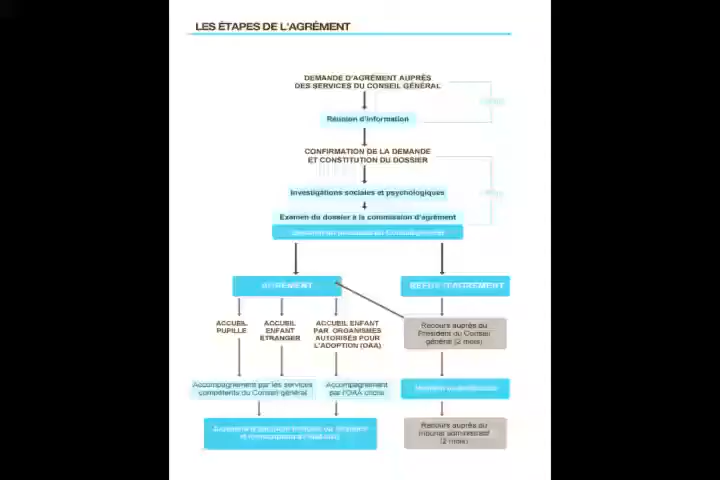 LES ÉTAPES DE L'AGRÉMENT
DEMANDE D'AGRÉMENT AUPRÈS
DES SERVICES DU CONSEIL GÉNÉRAL
Réunion d'information
CONFIRMATION DE LA DEMANDE
ET CONSTITUTION DU DOSSIER
Investigations sociales et psychologiques
Examen du dossier à la commission d'agrément
AGRÉMENT
REFUS D'AGRÉMENT
ACCUEIL
PUPILLE
ACCUEIL
ENFANT
ÉTRANGER
ACCUEIL ENFANT
PAR ORGANISMES
AUTORISÉS POUR
L'ADOPTION (OAA)
Recours auprès du
Président du Conseil
général (2 mois)
Accompagnement par les services
compétents du Conseil général
Accompagnement
par l'OAA choisi
Recours auprès du
tribunal administratif
(2 mois)